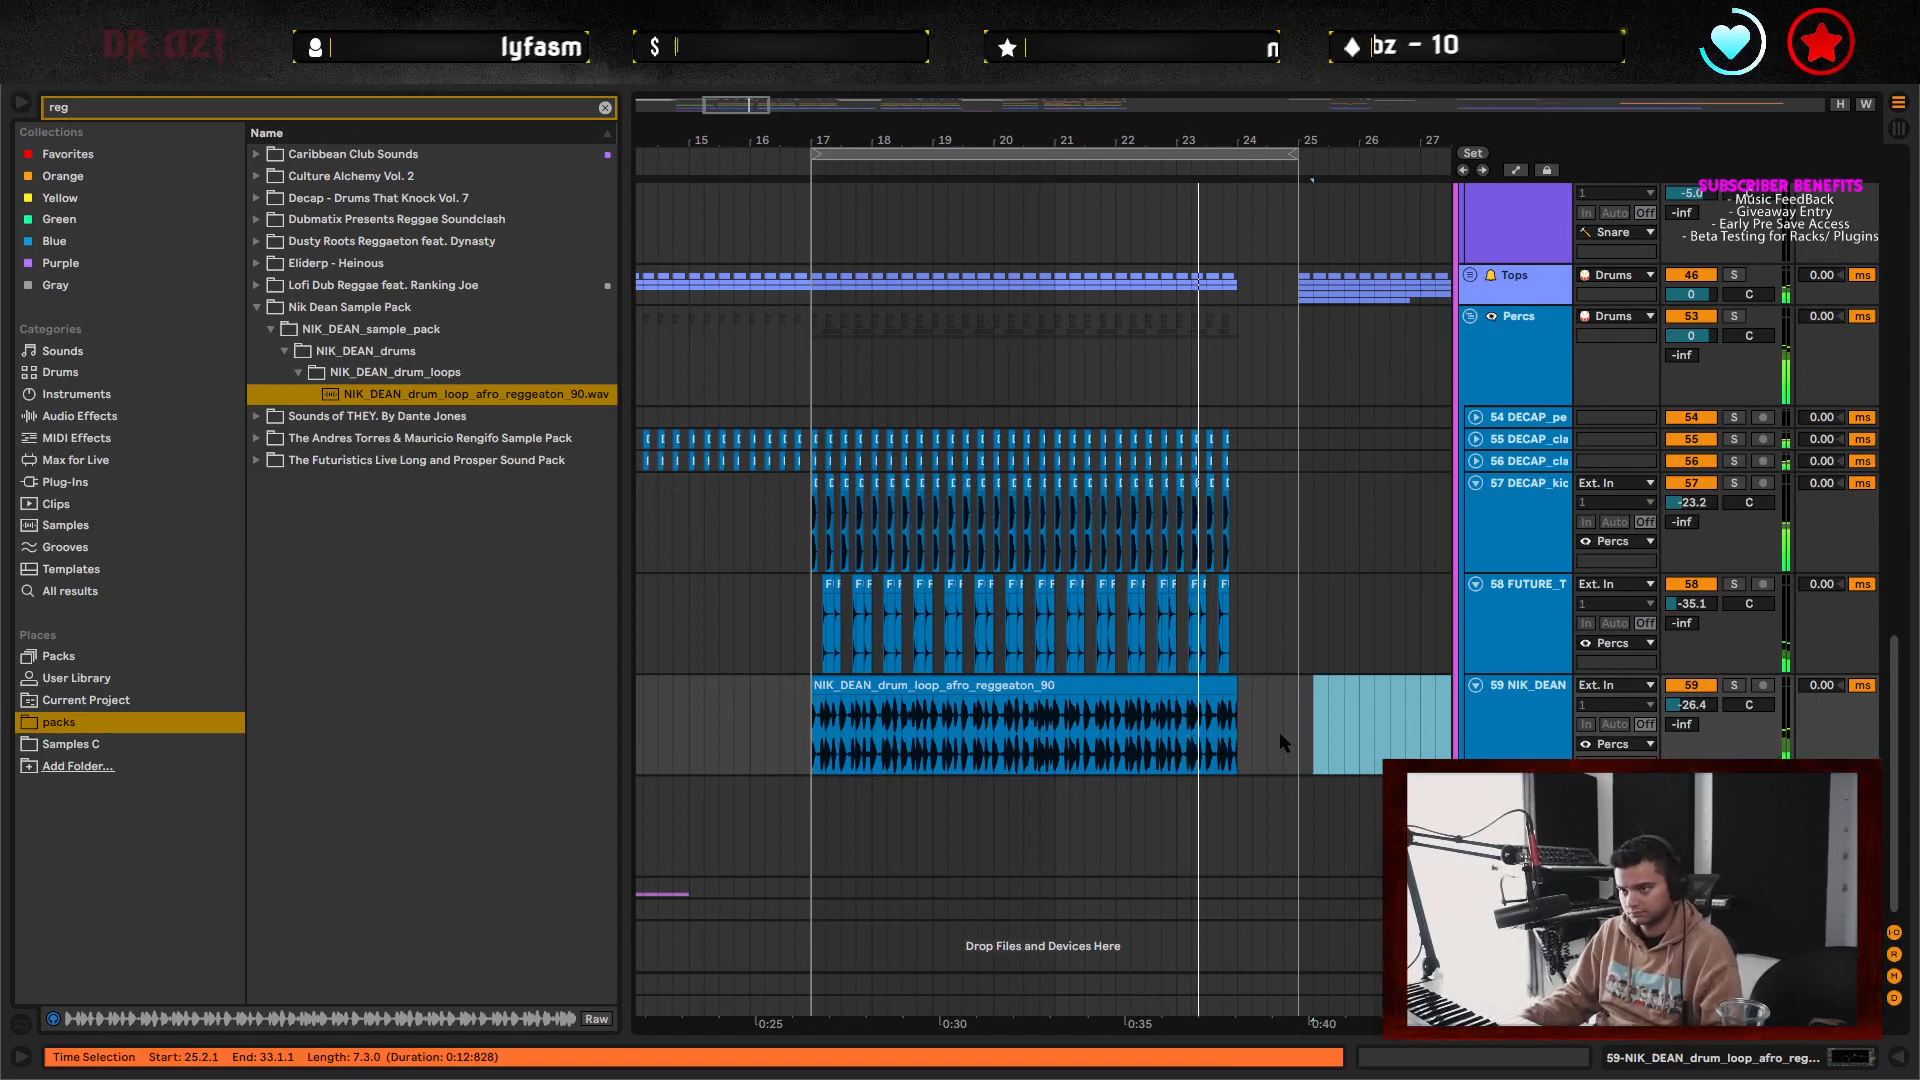 DR.OZI
lyfasm
$
n
bz - 10
reg
H
W
Collections
Favorites
Orange
Yellow
Green
Blue
Purple
Gray
Categories
Sounds
Drums
Instruments
Audio Effects
MIDI Effects
Max for Live
Plug-Ins
Clips
Samples
Grooves
Templates
All results
Places
Packs
User Library
Current Project
packs
Samples C
Add Folder...
Name
Caribbean Club Sounds
Culture Alchemy Vol. 2
Decap - Drums That Knock Vol. 7
Dubmatix Presents Reggae Soundclash
Dusty Roots Reggaeton feat. Dynasty
Eliderp - Heinous
Lofi Dub Reggae feat. Ranking Joe
Nik Dean Sample Pack
NIK_DEAN_sample_pack
NIK_DEAN_drums
NIK_DEAN_drum_loops
NIK_DEAN_drum_loop_afro_reggeaton_90.wav
Sounds of THEY. By Dante Jones
The Andres Torres & Mauricio Rengifo Sample Pack
The Futuristics Live Long and Prosper Sound Pack
Raw
15 16 17 18 19 20 21 22 23 24 25 26 27
Set
SUBSCRIBER BENEFITS
- Music FeedBack
- Giveaway Entry
- Early Pre Save Access
- Beta Testing for Racks/ Plugins
1 -5.0
In Auto Off -inf
Snare
Tops Drums 46 S 0.00 ms
0 C
Percs Drums 53 S 0.00 ms
0 C
-inf
54 DECAP_pe 54 S 0.00 ms
55 DECAP_cla 55 S 0.00 ms
56 DECAP_cla 56 S 0.00 ms
57 DECAP_kic Ext. In 57 S 0.00 ms
1 -23.2 C
In Auto Off -inf
Percs
58 FUTURE_T Ext. In 58 S 0.00 ms
1 -35.1 C
In Auto Off -inf
Percs
59 NIK_DEAN Ext. In 59 S 0.00 ms
1 -26.4 C
In Auto Off -inf
Percs
NIK_DEAN_drum_loop_afro_reggeaton_90
Drop Files and Devices Here
0:25 0:30 0:35 0:40
I·O
R
M
D
Time Selection Start: 25.2.1 End: 33.1.1 Length: 7.3.0 (Duration: 0:12:828)
59-NIK_DEAN_drum_loop_afro_reg...